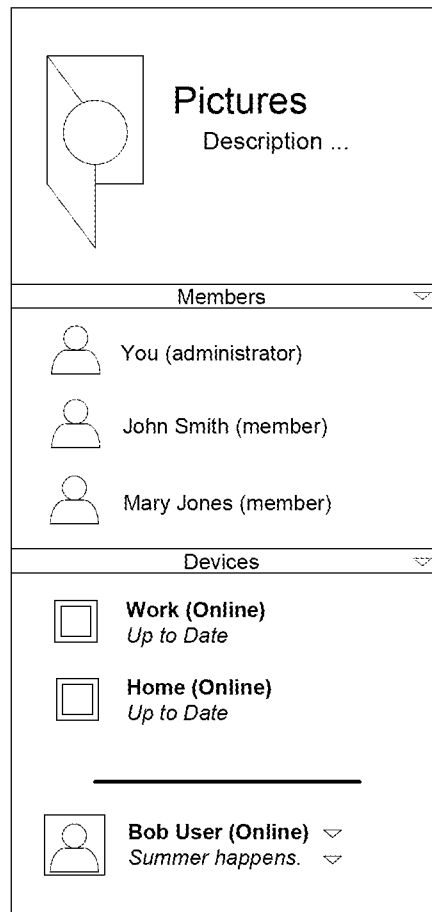 Pictures
Description ...
Members
You (administrator)
John Smith (member)
Mary Jones (member)
Devices
Work (Online)
Up to Date
Home (Online)
Up to Date
Bob User (Online)
Summer happens.